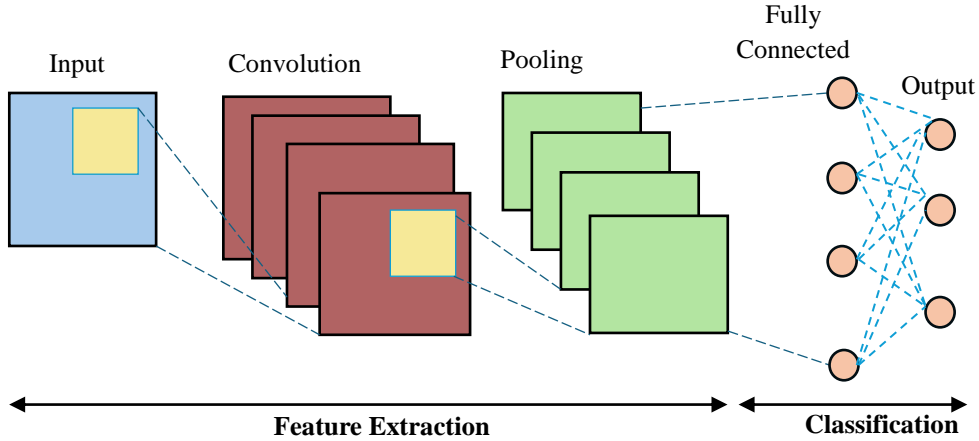 Input
Convolution
Pooling
Fully
Connected
Output
Feature Extraction
Classification